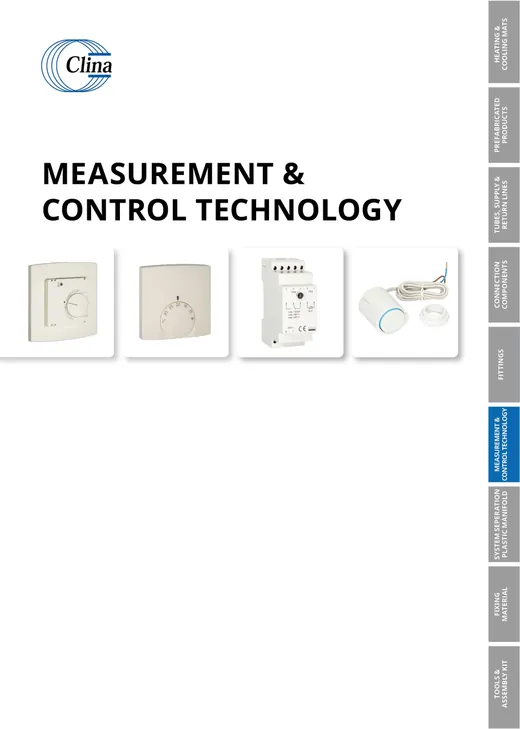 Clina
MEASUREMENT &
CONTROL TECHNOLOGY
HEATING &
COOLING MATS
PREFABRICATED
PRODUCTS
TUBES, SUPPLY &
RETURN LINES
CONNECTION
COMPONENTS
FITTINGS
MEASUREMENT &
CONTROL TECHNOLOGY
SYSTEM SEPERATION
PLASTIC MANIFOLD
FIXING
MATERIAL
TOOLS &
ASSEMBLY KIT